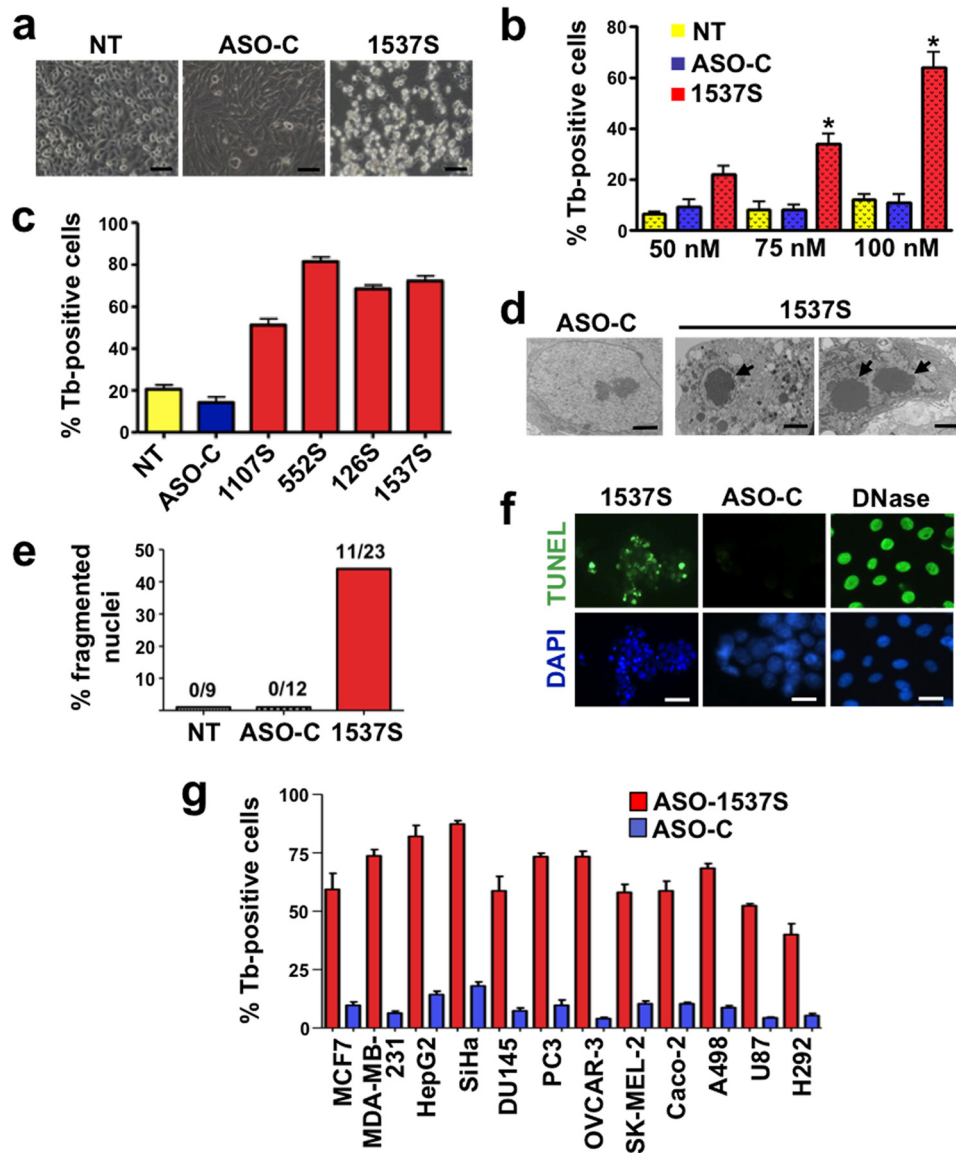 a
NT ASO-C 1537S
b
% Tb-positive cells
80
60
40
20
0
NT
ASO-C
1537S
*
*
50 nM 75 nM 100 nM
c
% Tb-positive cells
100
80
60
40
20
0
NT ASO-C 1107S 552S 126S 1537S
d
ASO-C 1537S
e
% fragmented nuclei
50
40
30
20
10
0/9 0/12 11/23
NT ASO-C 1537S
f
1537S ASO-C DNase
TUNEL
DAPI
g
% Tb-positive cells
100
75
50
25
0
ASO-1537S
ASO-C
MCF7 MDA-MB-231 HepG2 SiHa DU145 PC3 OVCAR-3 SK-MEL-2 Caco-2 A498 U87 H292